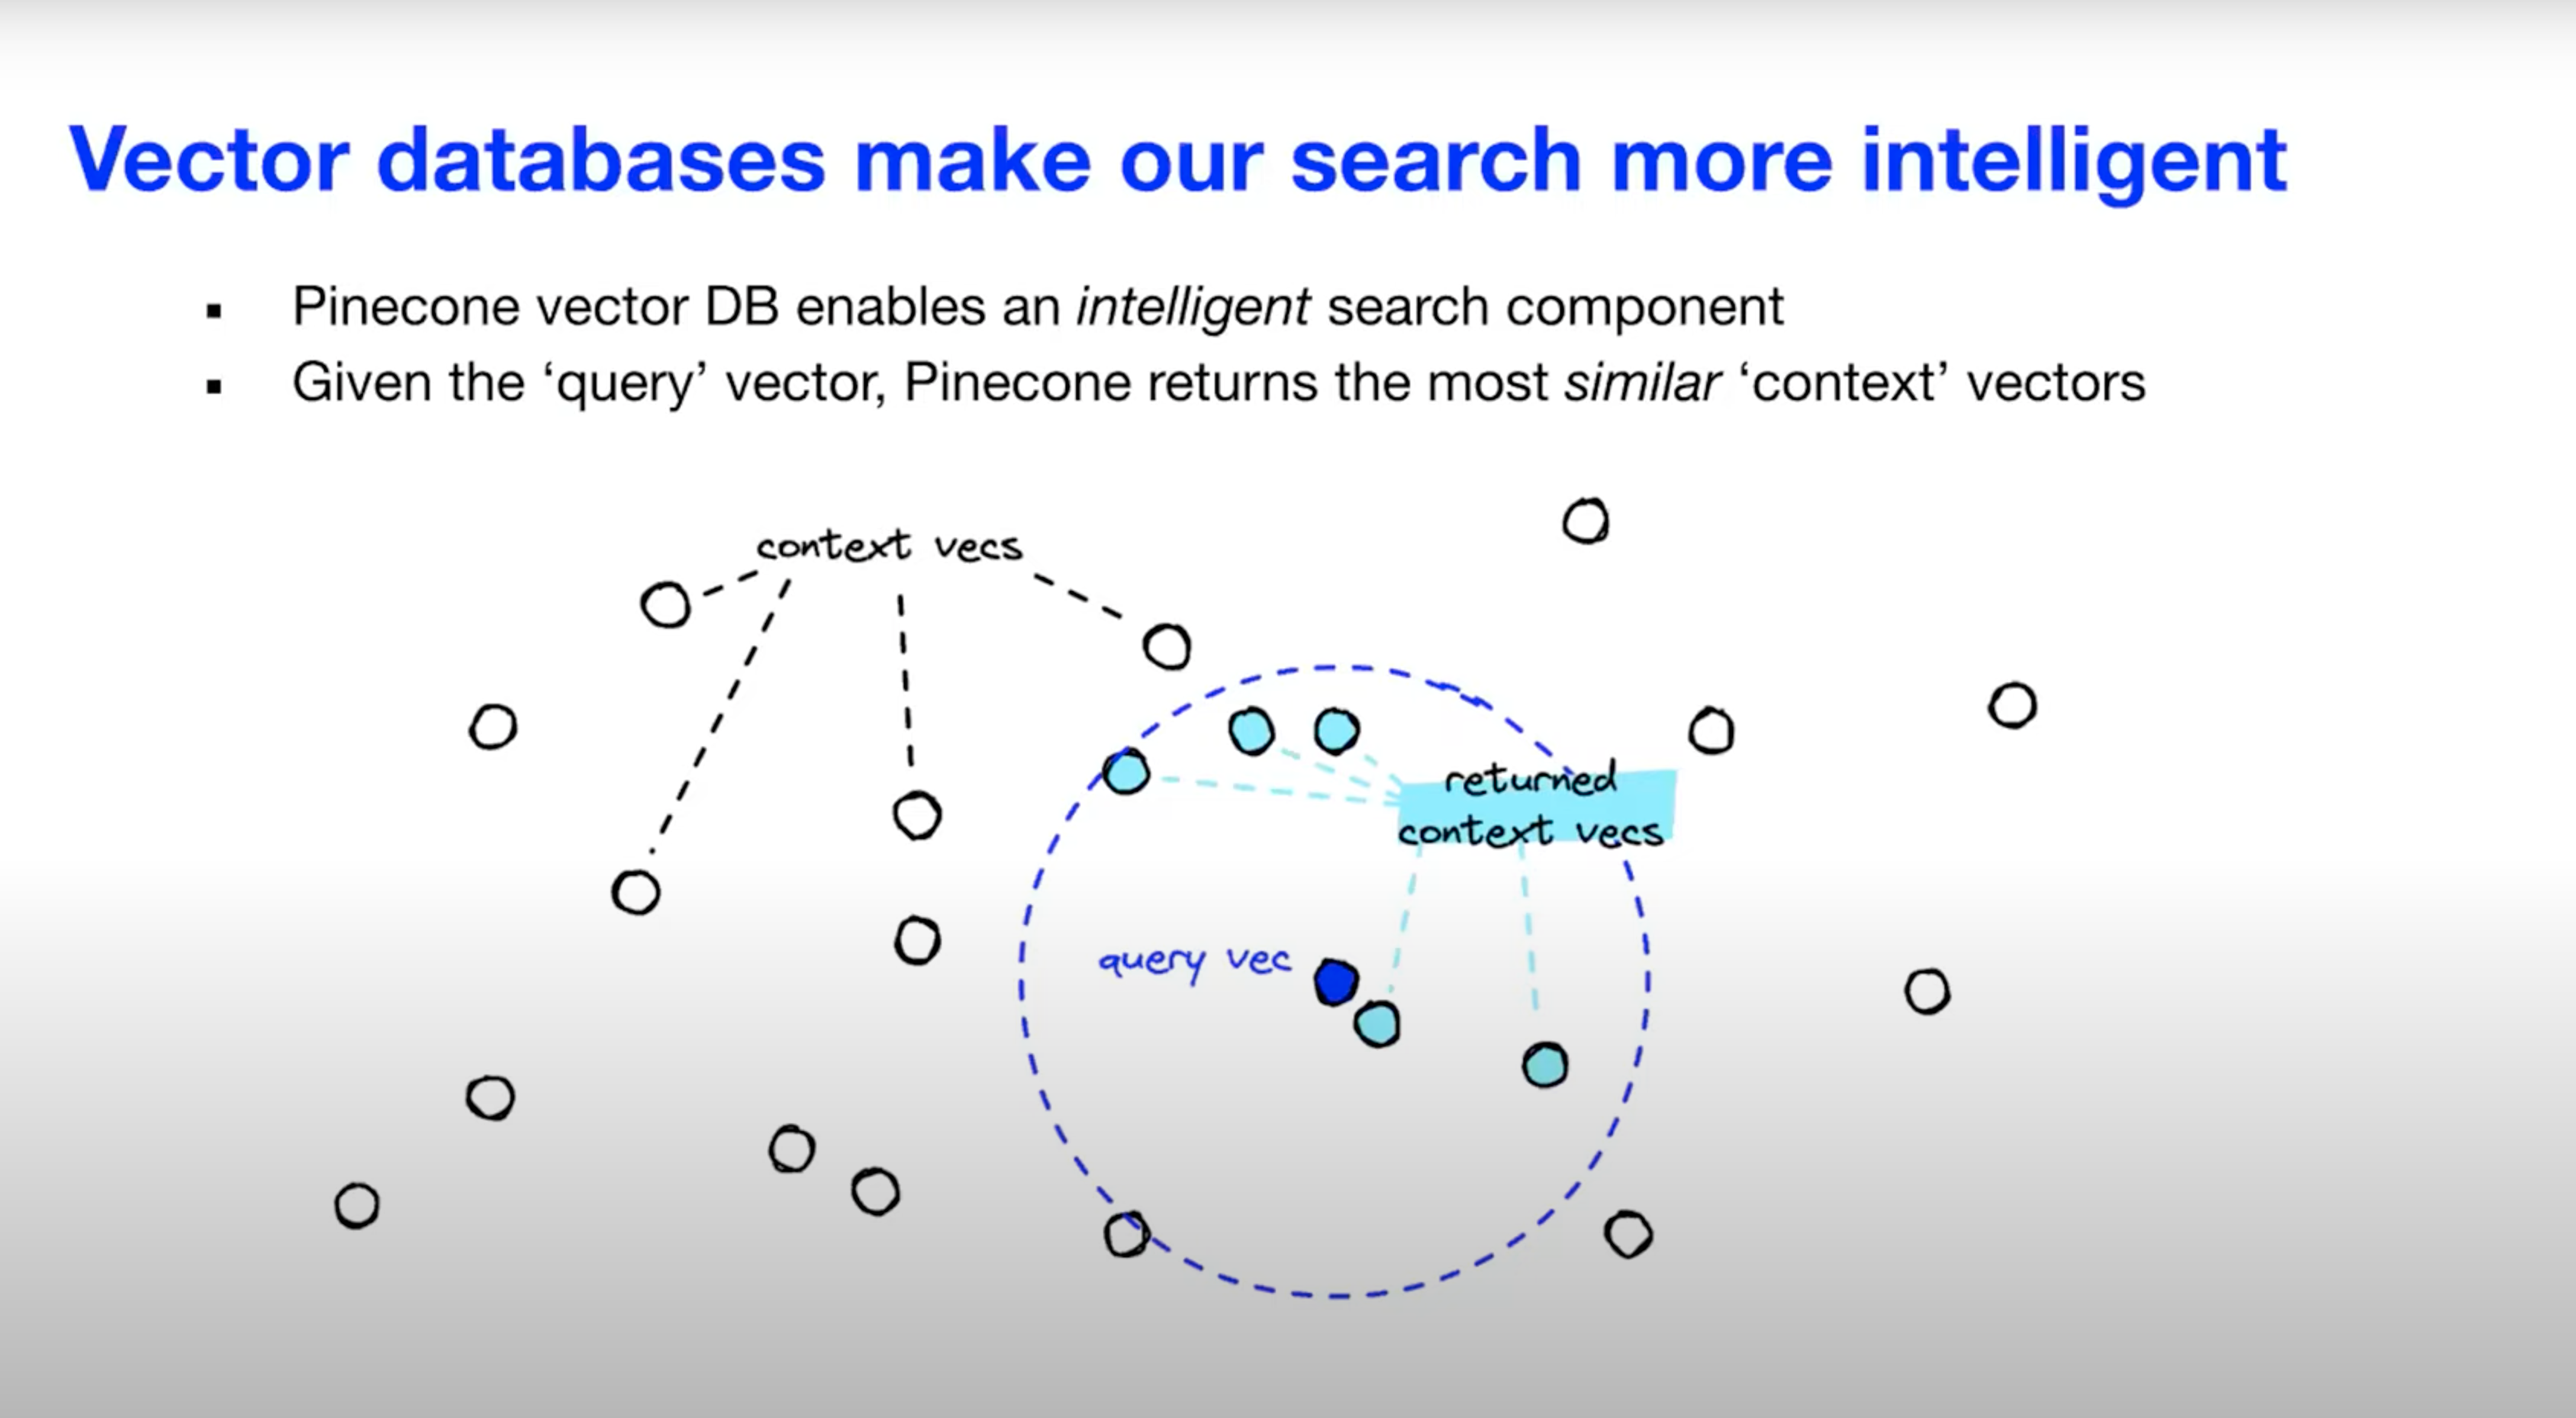 Vector databases make our search more intelligent
Pinecone vector DB enables an intelligent search component
Given the ‘query’ vector, Pinecone returns the most similar ‘context’ vectors
context vecs
returned
context vecs
query vec